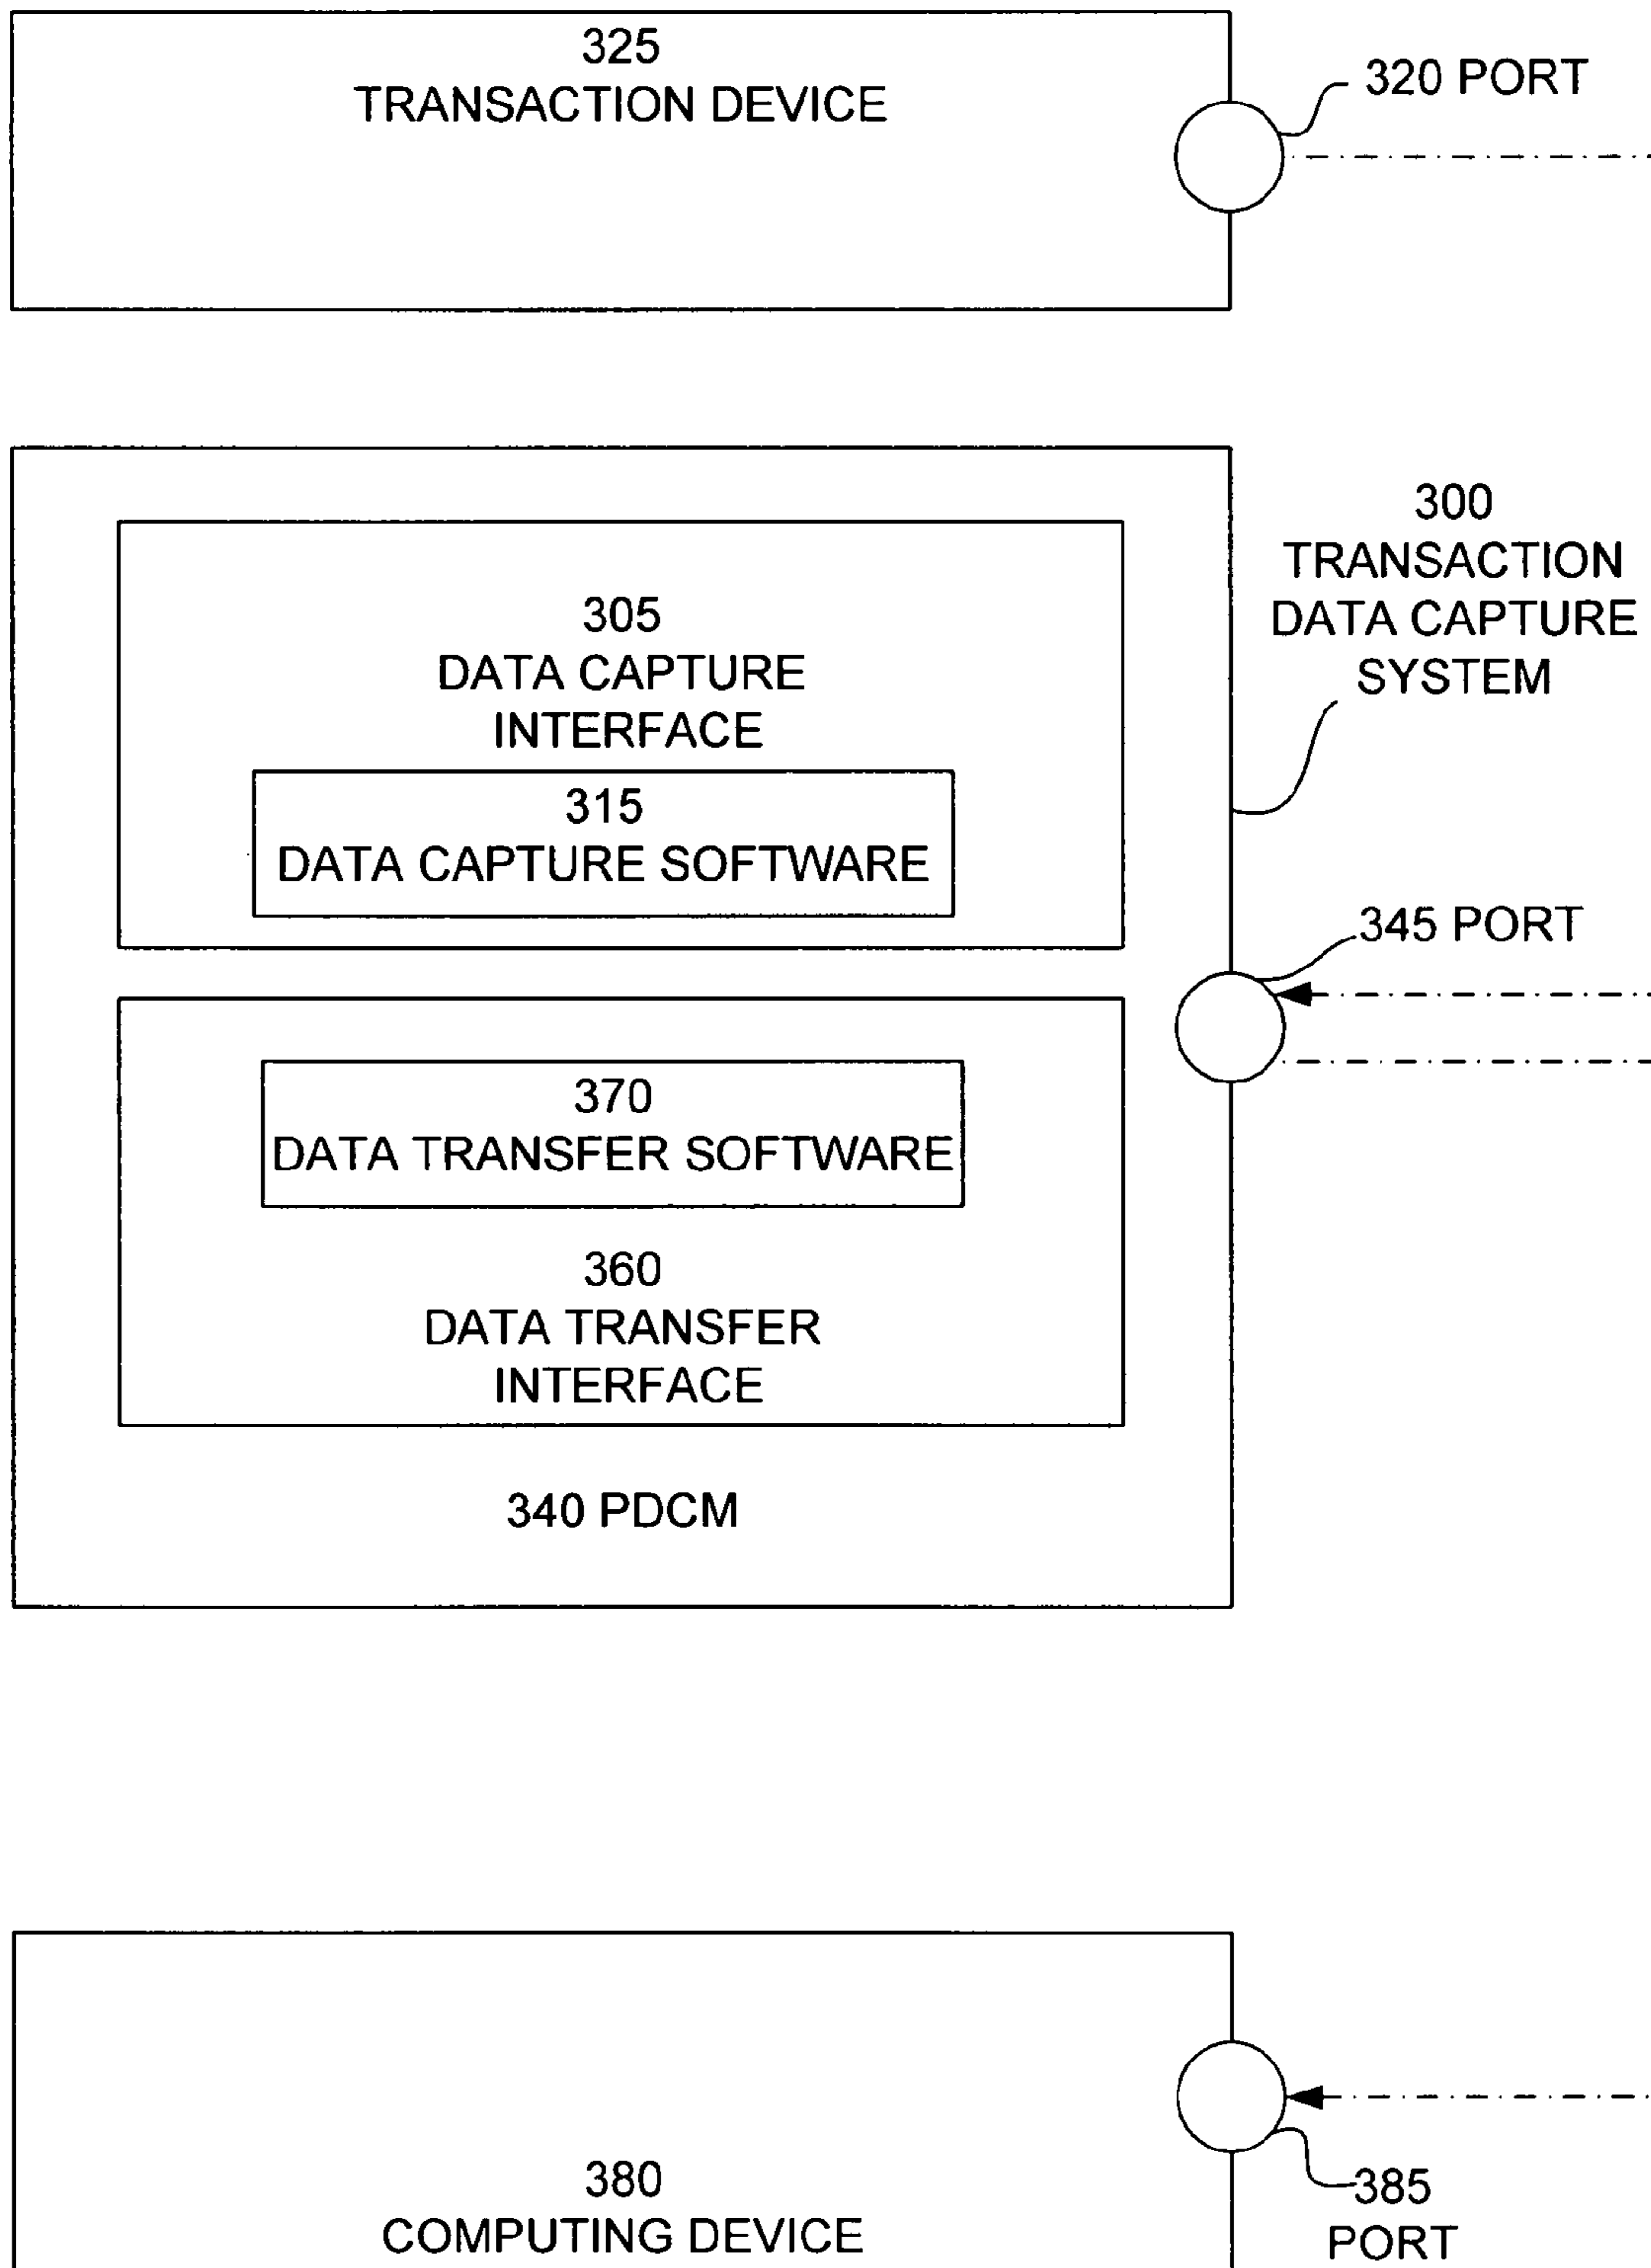 325
TRANSACTION DEVICE
320 PORT
300
TRANSACTION
DATA CAPTURE
SYSTEM
305
DATA CAPTURE
INTERFACE
315
DATA CAPTURE SOFTWARE
345 PORT
370
DATA TRANSFER SOFTWARE
360
DATA TRANSFER
INTERFACE
340 PDCM
380
COMPUTING DEVICE
385
PORT